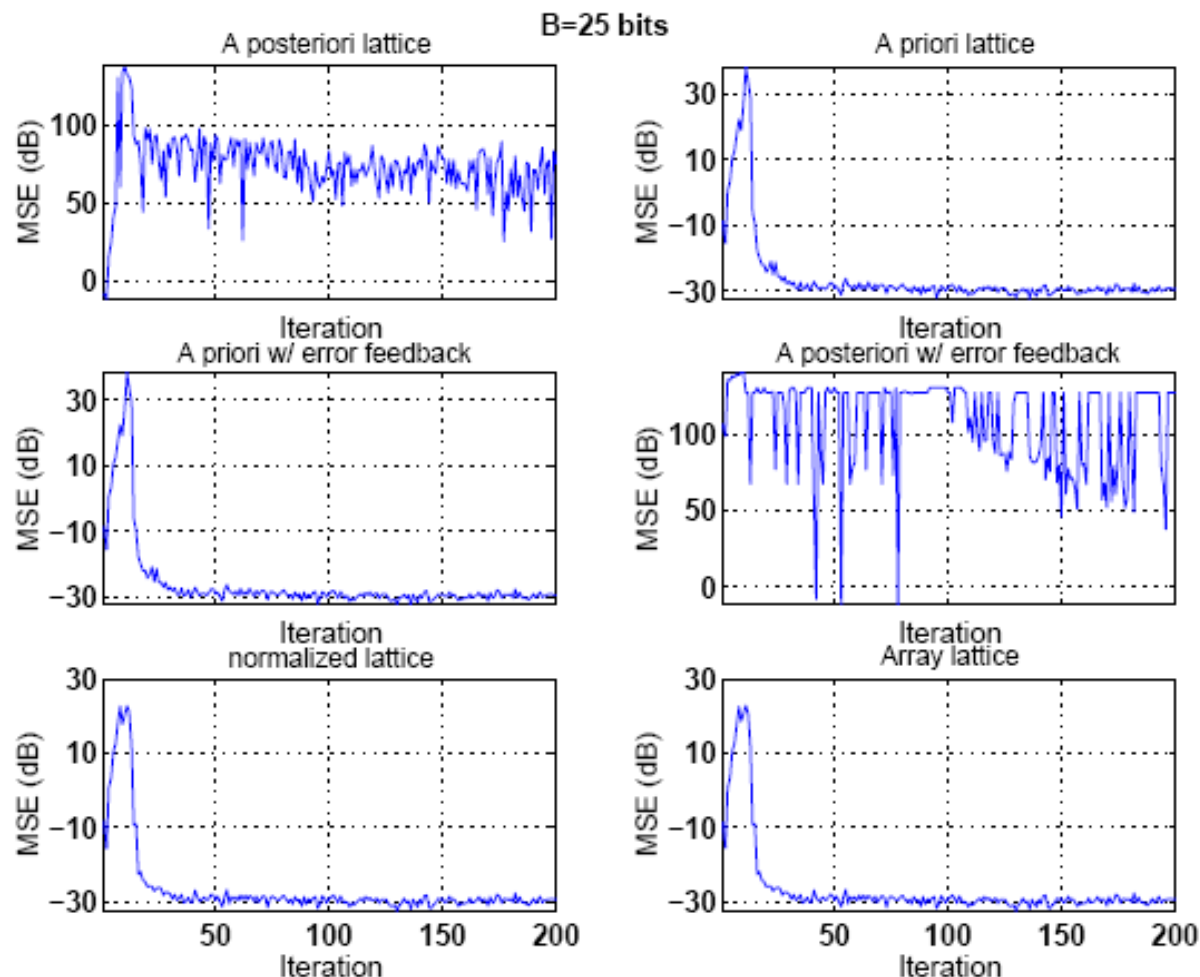 B=25 bits
A posteriori lattice
MSE (dB)
100
50
0
Iteration
A priori lattice
MSE (dB)
30
10
−10
−30
Iteration
A priori w/ error feedback
MSE (dB)
30
10
−10
−30
Iteration
A posteriori w/ error feedback
MSE (dB)
100
50
0
Iteration
normalized lattice
MSE (dB)
30
10
−10
−30
50 100 150 200
Iteration
Array lattice
MSE (dB)
30
10
−10
−30
50 100 150 200
Iteration